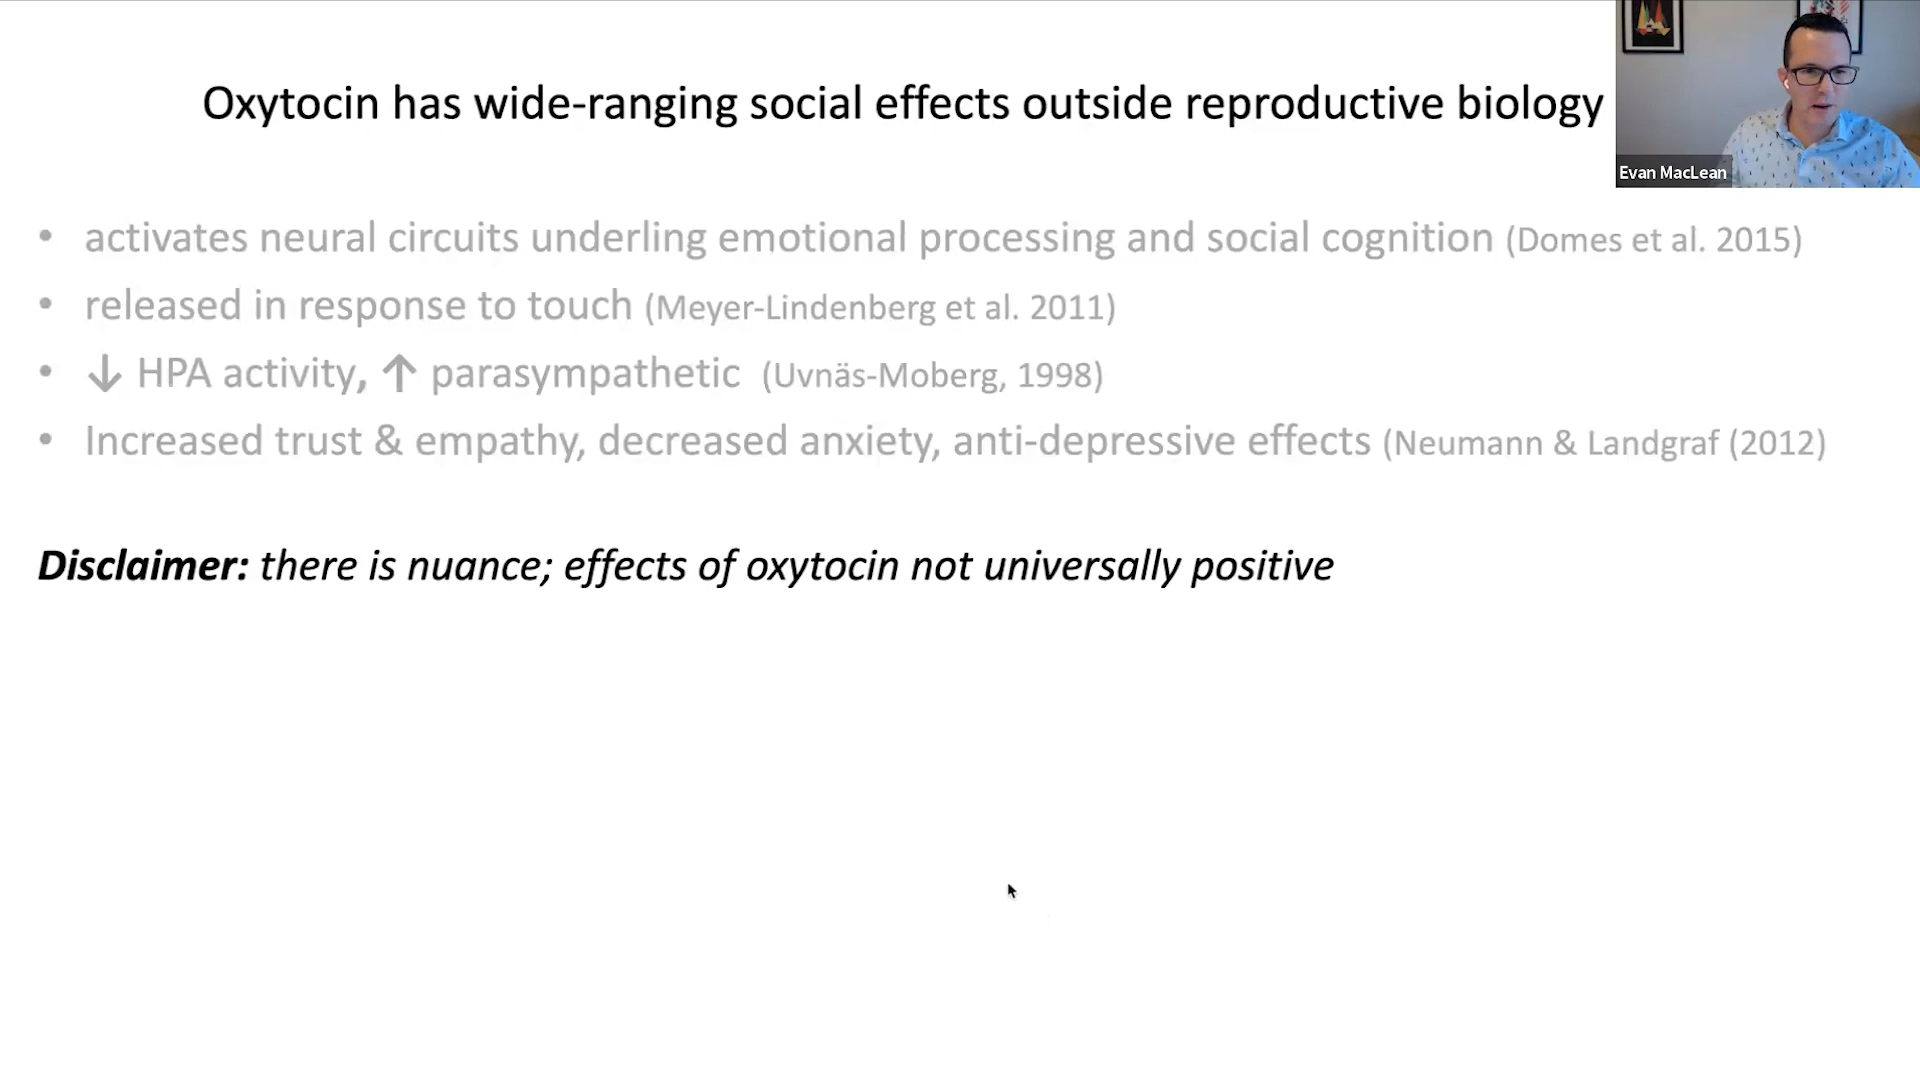 Oxytocin has wide-ranging social effects outside reproductive biology
Evan MacLean
• activates neural circuits underling emotional processing and social cognition (Domes et al. 2015)
• released in response to touch (Meyer-Lindenberg et al. 2011)
• ↓ HPA activity, ↑ parasympathetic (Uvnäs-Moberg, 1998)
• Increased trust & empathy, decreased anxiety, anti-depressive effects (Neumann & Landgraf (2012)
Disclaimer: there is nuance; effects of oxytocin not universally positive